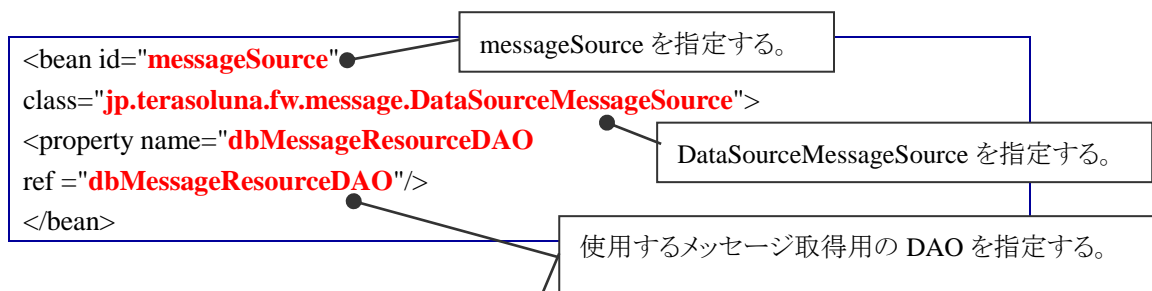 <bean id="messageSource"
messageSource を指定する。
class="jp.terasoluna.fw.message.DataSourceMessageSource">
<property name="dbMessageResourceDAO
DataSourceMessageSource を指定する。
ref ="dbMessageResourceDAO"/>
</bean>
使用するメッセージ取得用の DAO を指定する。